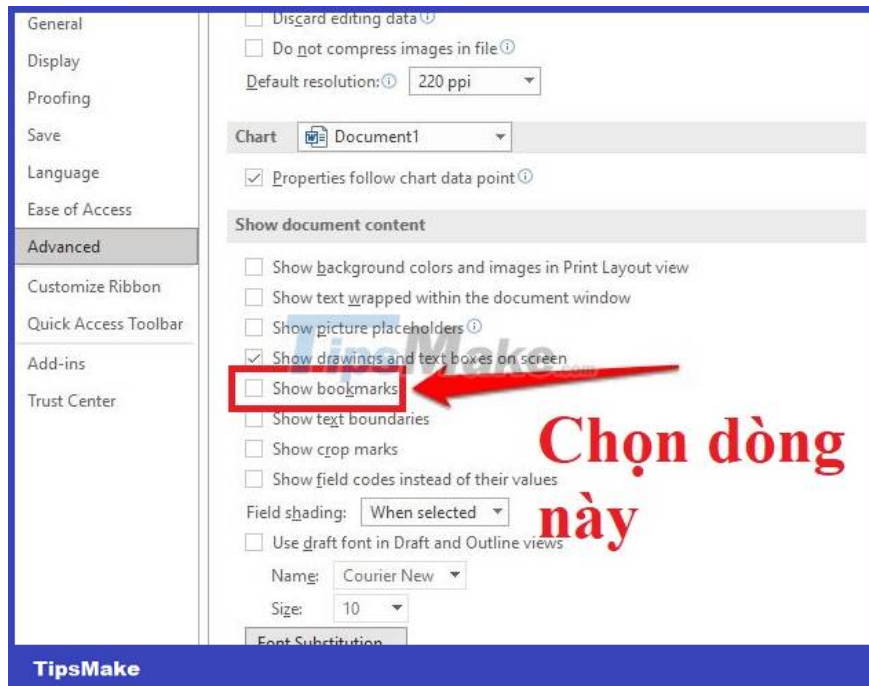 General
Display
Proofing
Save
Language
Ease of Access
Advanced
Customize Ribbon
Quick Access Toolbar
Add-ins
Trust Center
Discard editing data
Do not compress images in file
Default resolution: 220 ppi
Chart Document1
Properties follow chart data point
Show document content
Show background colors and images in Print Layout view
Show text wrapped within the document window
Show picture placeholders
Show drawings and text boxes on screen
Show bookmarks
Show text boundaries
Show crop marks
Show field codes instead of their values
Field shading: When selected
Use draft font in Draft and Outline views
Name: Courier New
Size: 10
Font Substitution...
TipsMake.com
Chọn dòng
này
TipsMake